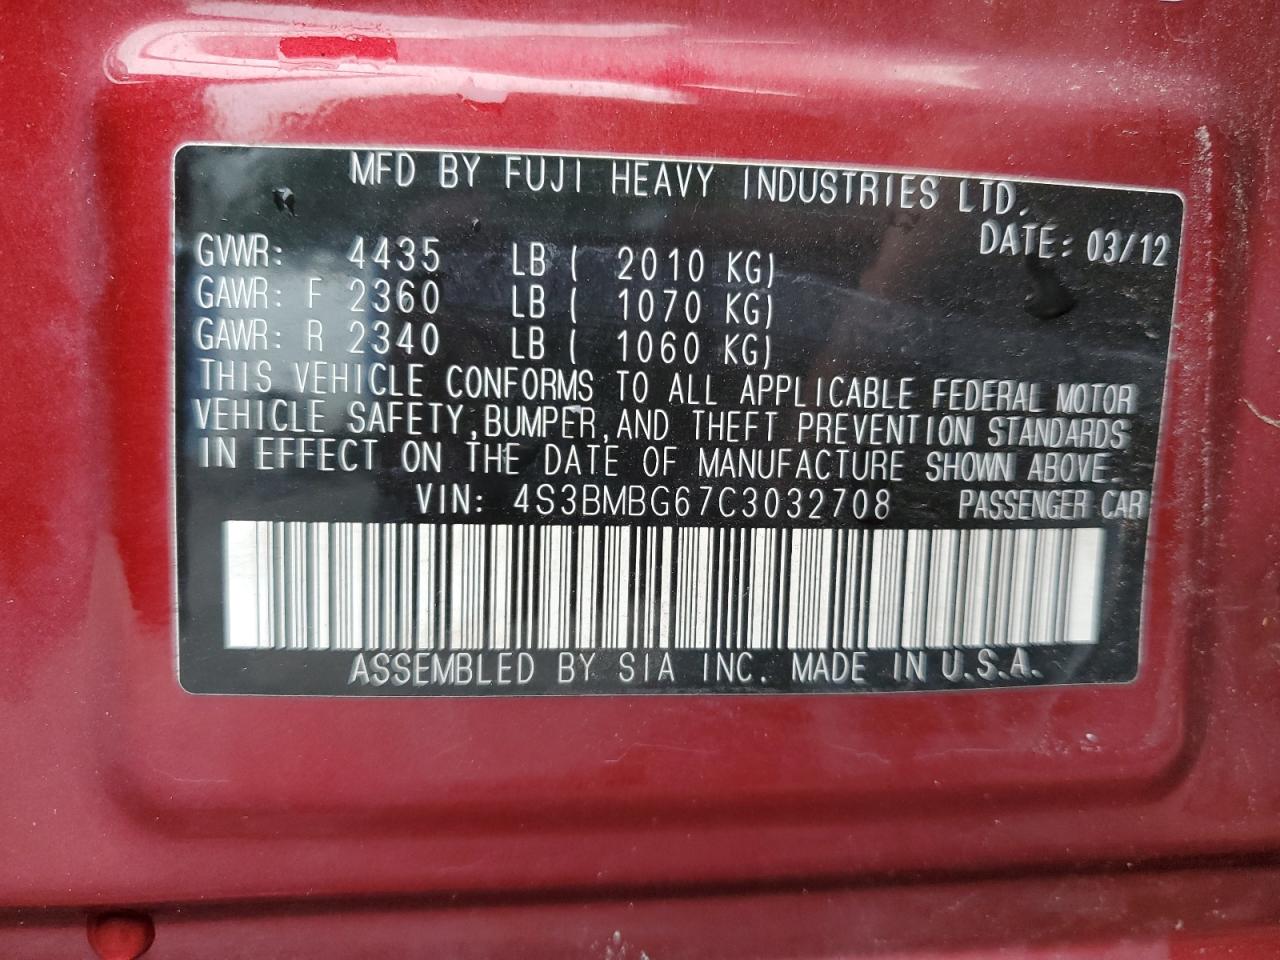 MFD BY FUJI HEAVY INDUSTRIES LTD.
DATE: 03/12
GVWR: 4435 LB ( 2010 KG)
GAWR: F 2360 LB ( 1070 KG)
GAWR: R 2340 LB ( 1060 KG)
THIS VEHICLE CONFORMS TO ALL APPLICABLE FEDERAL MOTOR
VEHICLE SAFETY,BUMPER,AND THEFT PREVENTION STANDARDS
IN EFFECT ON THE DATE OF MANUFACTURE SHOWN ABOVE.
VIN: 4S3BMBG67C3032708 PASSENGER CAR
ASSEMBLED BY SIA INC. MADE IN U.S.A.